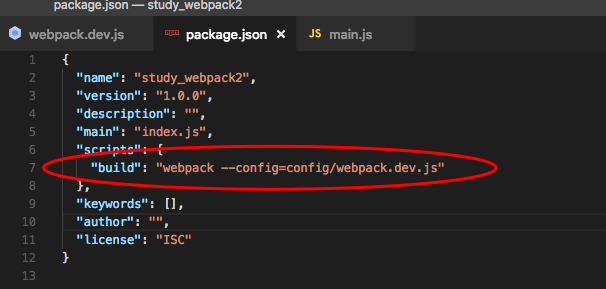 package.json — study_webpack2
webpack.dev.js package.json × JS main.js
1 {
2 "name": "study_webpack2",
3 "version": "1.0.0",
4 "description": "",
5 "main": "index.js",
6 "scripts": {
7 "build": "webpack --config=config/webpack.dev.js"
8 },
9 "keywords": [],
10 "author": "",
11 "license": "ISC"
12 }
13